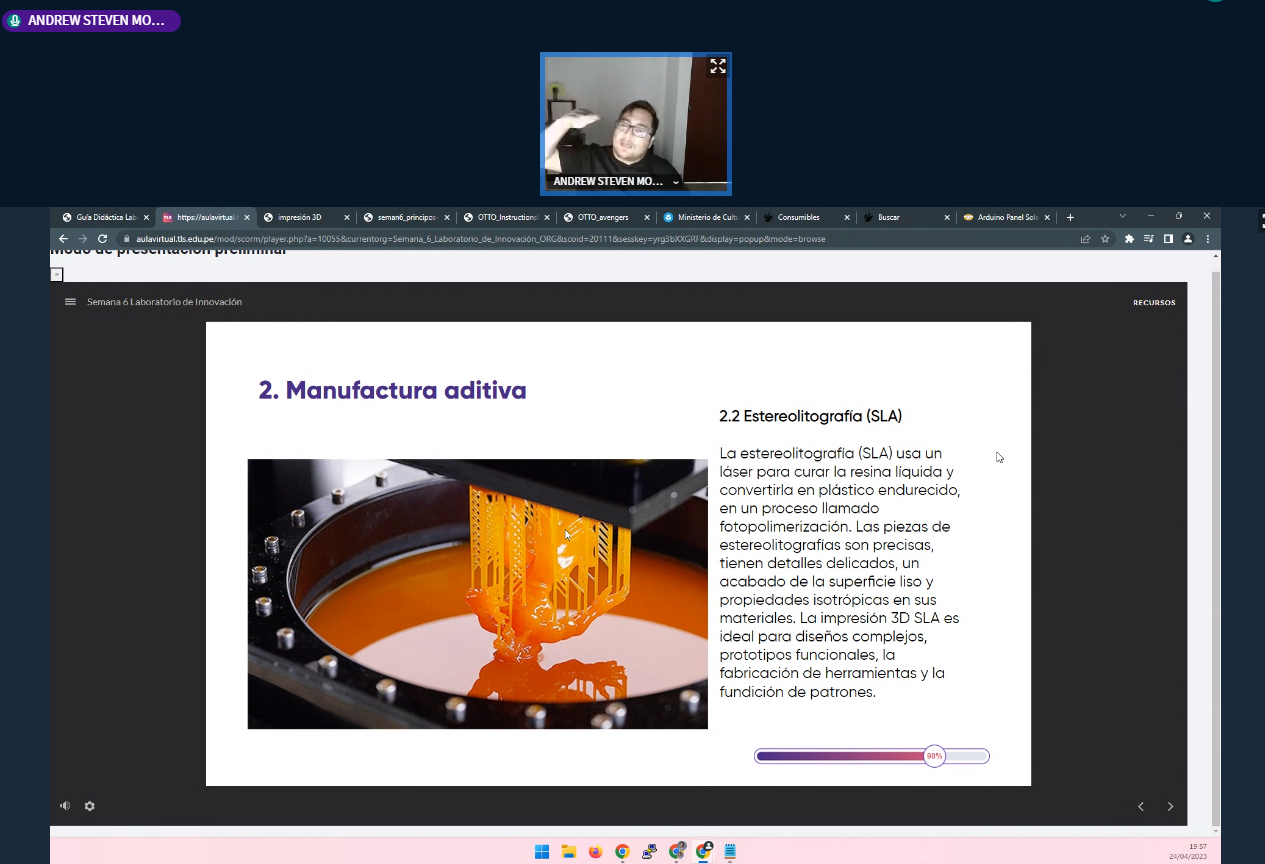 ANDREW STEVEN MO...
ANDREW STEVEN MO...
Guía Didáctica Lab
https://aulavirtual.t
impresión 3D
seman6_principos
OTTO_Instructions
OTTO_avengers
Ministerio de Cultu
Consumibles
Buscar
Arduino Panel Sola
aulavirtual.tls.edu.pe/mod/scorm/player.php?a=10055&currentorg=Semana_6_Laboratorio_de_Innovación_ORG&scoid=20111&sesskey=yrg3bXXGRF&display=popup&mode=browse
Modo de presentación preliminar
>
Semana 6 Laboratorio de Innovación
RECURSOS
2. Manufactura aditiva
2.2 Estereolitografía (SLA)
La estereolitografía (SLA) usa un
láser para curar la resina líquida y
convertirla en plástico endurecido,
en un proceso llamado
fotopolimerización. Las piezas de
estereolitografías son precisas,
tienen detalles delicados, un
acabado de la superficie liso y
propiedades isotrópicas en sus
materiales. La impresión 3D SLA es
ideal para diseños complejos,
prototipos funcionales, la
fabricación de herramientas y la
fundición de patrones.
98%
19:57
24/04/2023